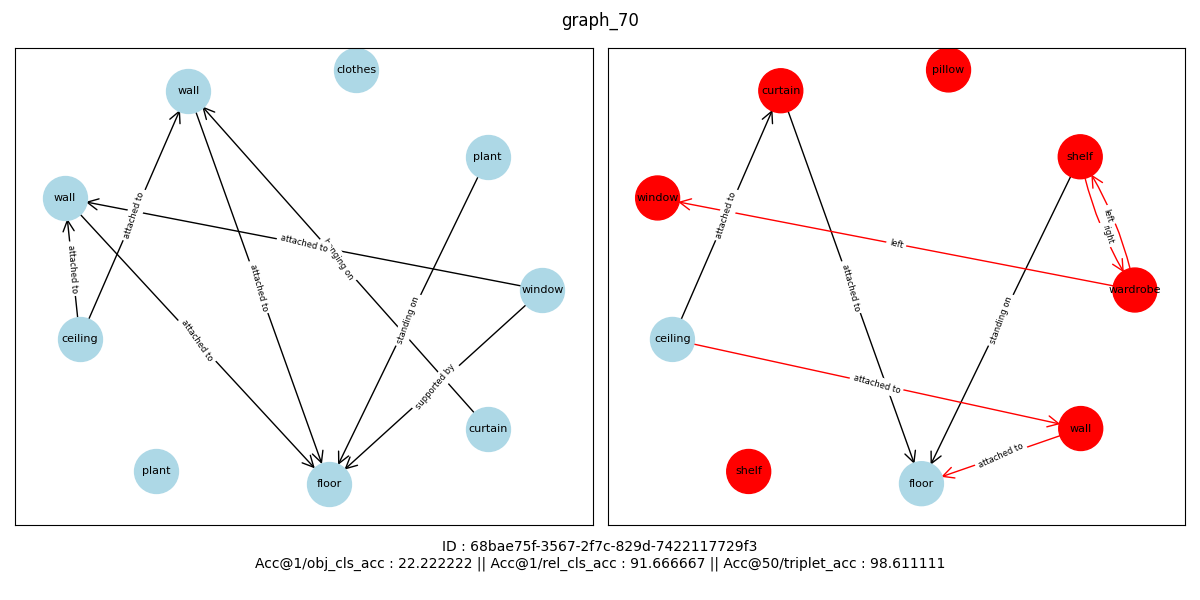 graph_70
clothes
wall
plant
wall
attached to
attached to
attached to
nging on
attached to
attached to
window
standing on
ceiling
attached to
supported by
curtain
plant
floor
pillow
curtain
shelf
window
attached to
left
right
left
wardrobe
attached to
standing on
ceiling
attached to
wall
attached to
shelf
floor
ID : 68bae75f-3567-2f7c-829d-7422117729f3
Acc@1/obj_cls_acc : 22.222222 || Acc@1/rel_cls_acc : 91.666667 || Acc@50/triplet_acc : 98.611111